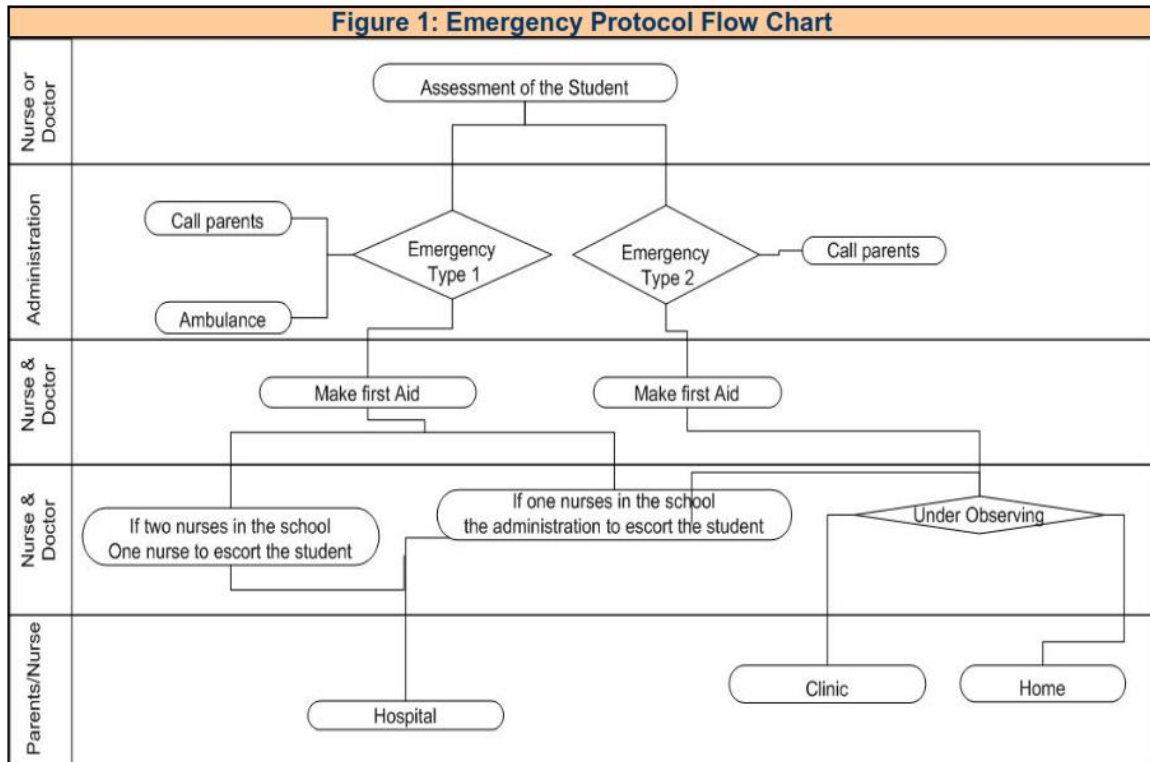 Figure 1: Emergency Protocol Flow Chart
Nurse or
Doctor
Assessment of the Student
Administration
Call parents
Ambulance
Emergency
Type 1
Emergency
Type 2
Call parents
Nurse &
Doctor
Make first Aid
Make first Aid
Nurse &
Doctor
If two nurses in the school
One nurse to escort the student
If one nurses in the school
the administration to escort the student
Under Observing
Parents/Nurse
Hospital
Clinic
Home